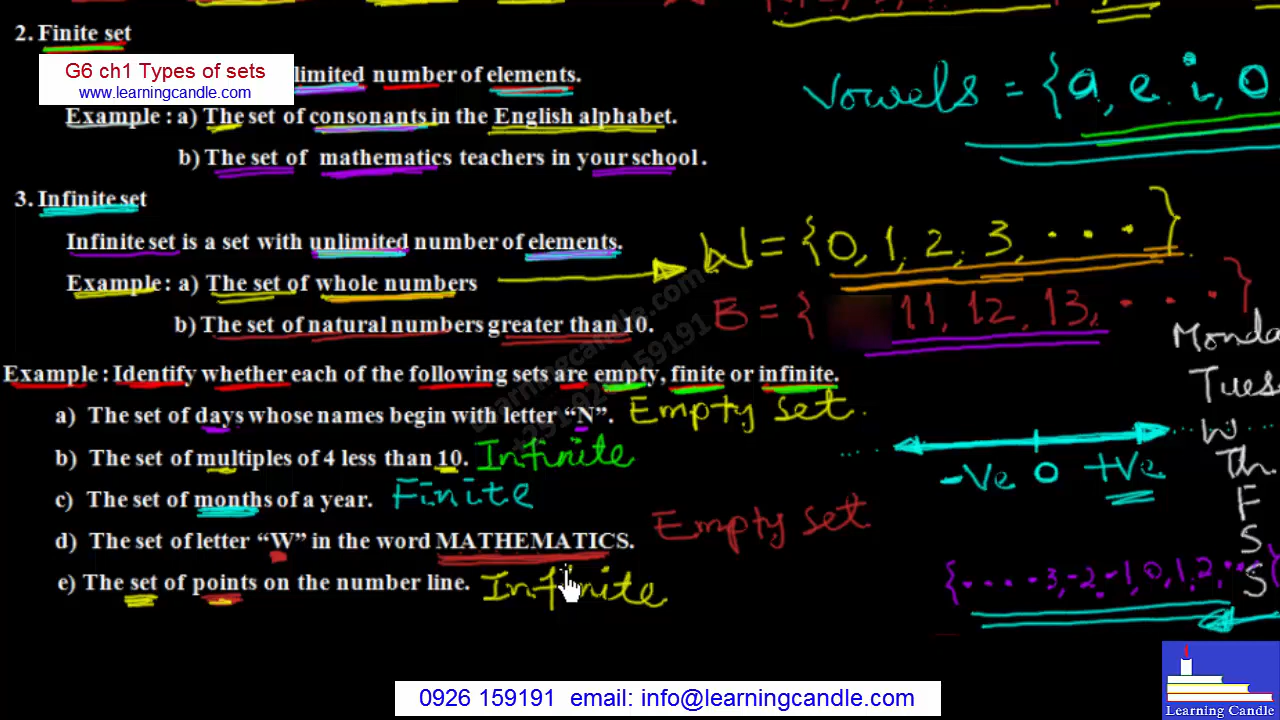 2. Finite set
G6 ch1 Types of sets
www.learningcandle.com
limited number of elements.
Vowels = {a, e, i, o
Example : a) The set of consonants in the English alphabet.
b) The set of mathematics teachers in your school.
3. Infinite set
Infinite set is a set with unlimited number of elements.
W = {0, 1, 2, 3, . . . }
Example : a) The set of whole numbers
B = { 11, 12, 13, . . . . }
b) The set of natural numbers greater than 10.
Example : Identify whether each of the following sets are empty, finite or infinite.
a) The set of days whose names begin with letter “N”. Empty set.
b) The set of multiples of 4 less than 10. Infinite
c) The set of months of a year. Finite
d) The set of letter “W” in the word MATHEMATICS. Empty set
e) The set of points on the number line. Infinite
-Ve 0 +Ve
Monda
Tues
W
Th
F
S
S
{ . . . . -3, -2, -1, 0, 1, 2, . . .
0926 159191 email: info@learningcandle.com
Learning Candle